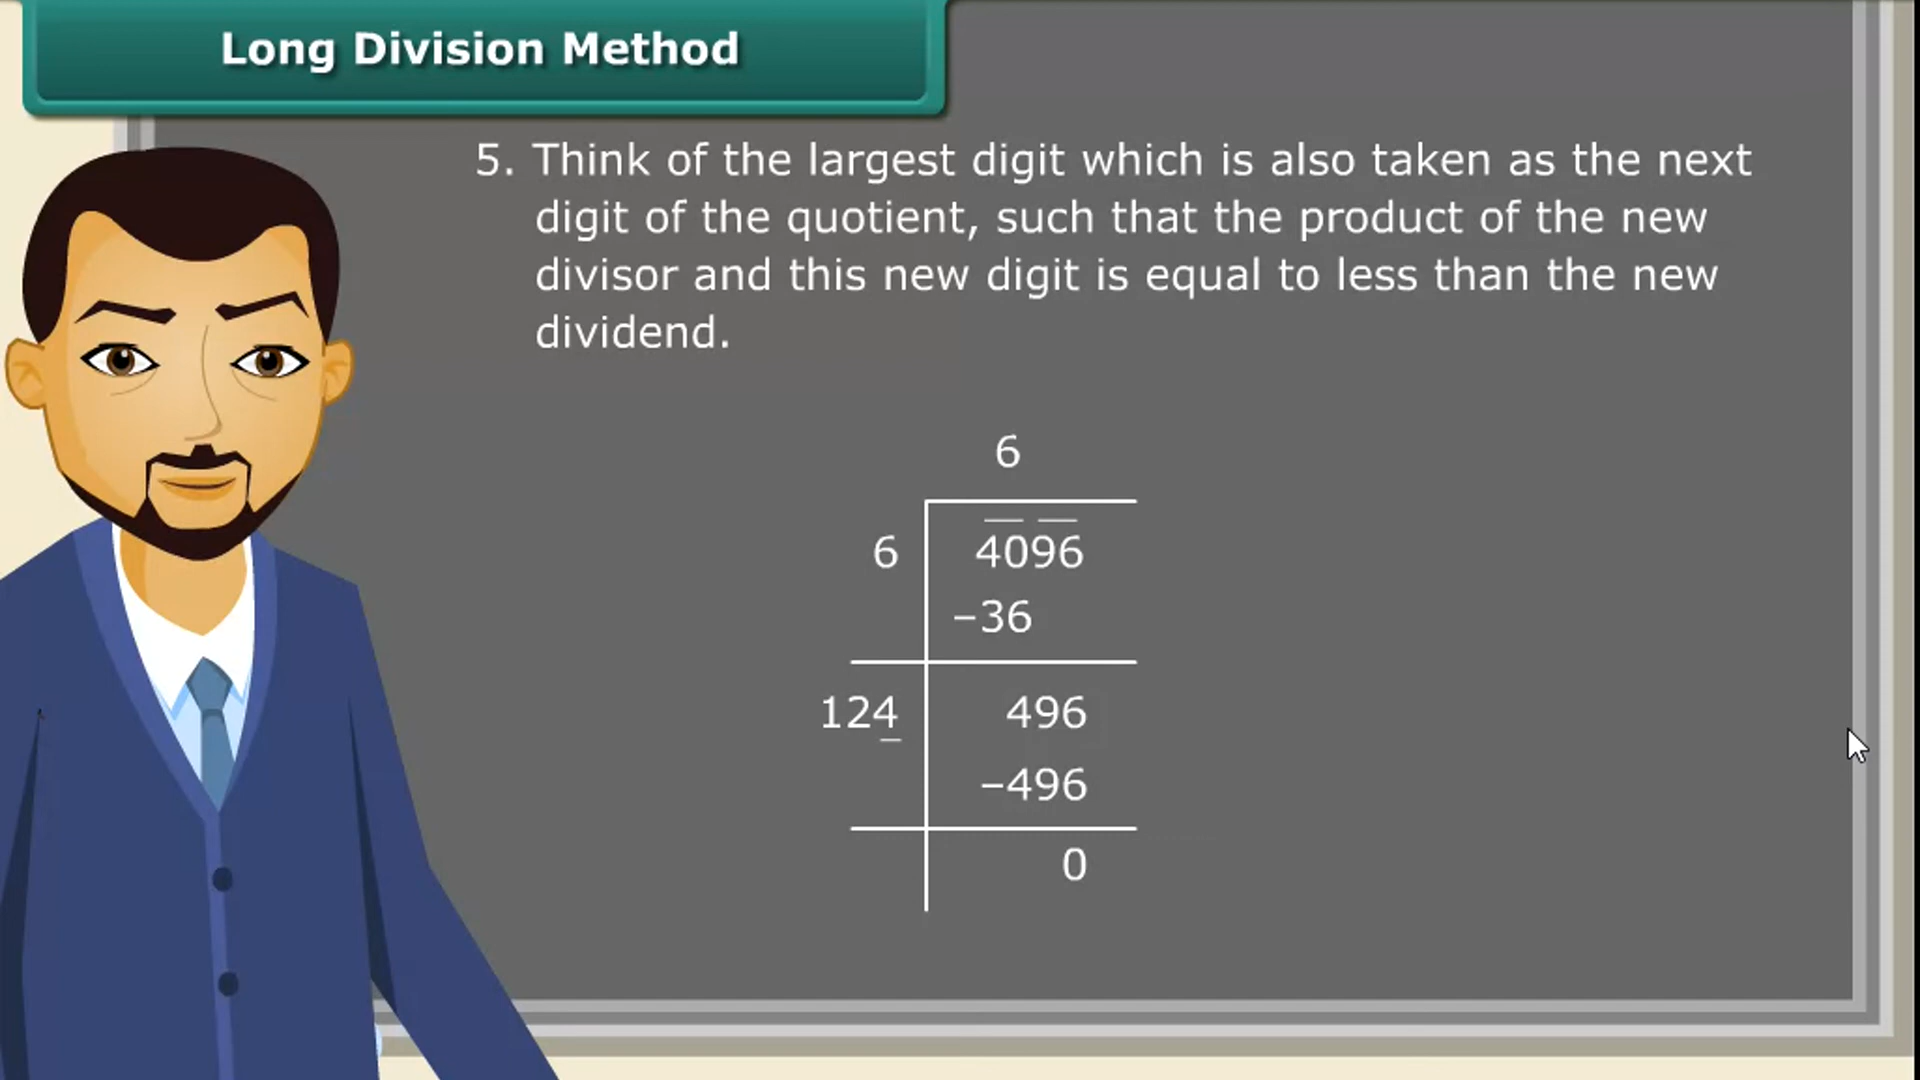 Long Division Method
5. Think of the largest digit which is also taken as the next
digit of the quotient, such that the product of the new
divisor and this new digit is equal to less than the new
dividend.
6
6 4096
–36
124 496
–496
0